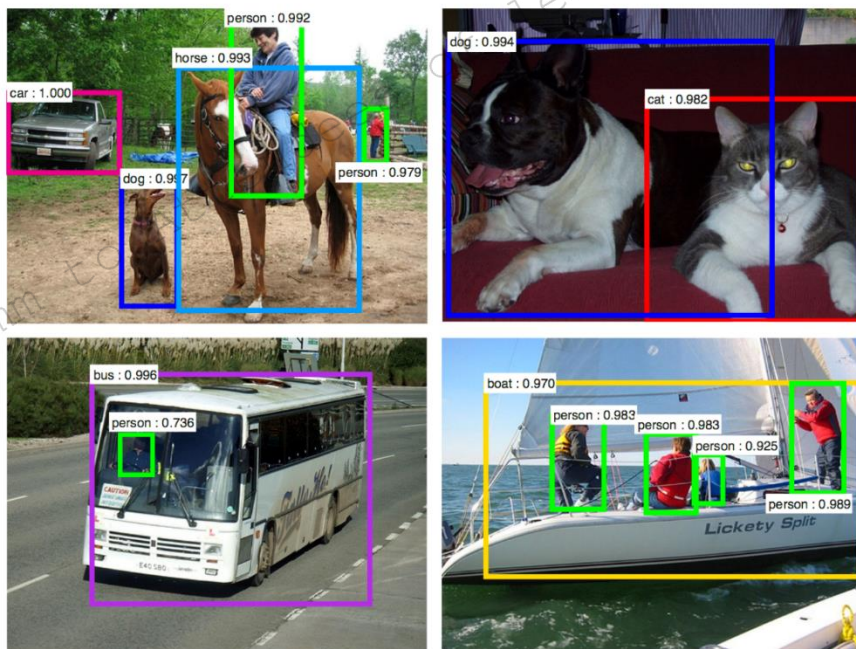 person : 0.992
horse : 0.993
car : 1.000
person : 0.979
dog : 0.997
dog : 0.994
cat : 0.982
bus : 0.996
person : 0.736
CAUTION
L
E40 SBO
boat : 0.970
person : 0.983
person : 0.983
person : 0.925
person : 0.989
Lickety Split